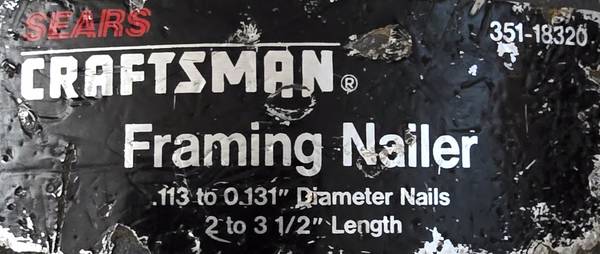 SEARS
351-18320
CRAFTSMAN®
Framing Nailer
.113 to 0.131" Diameter Nails
2 to 3 1/2" Length